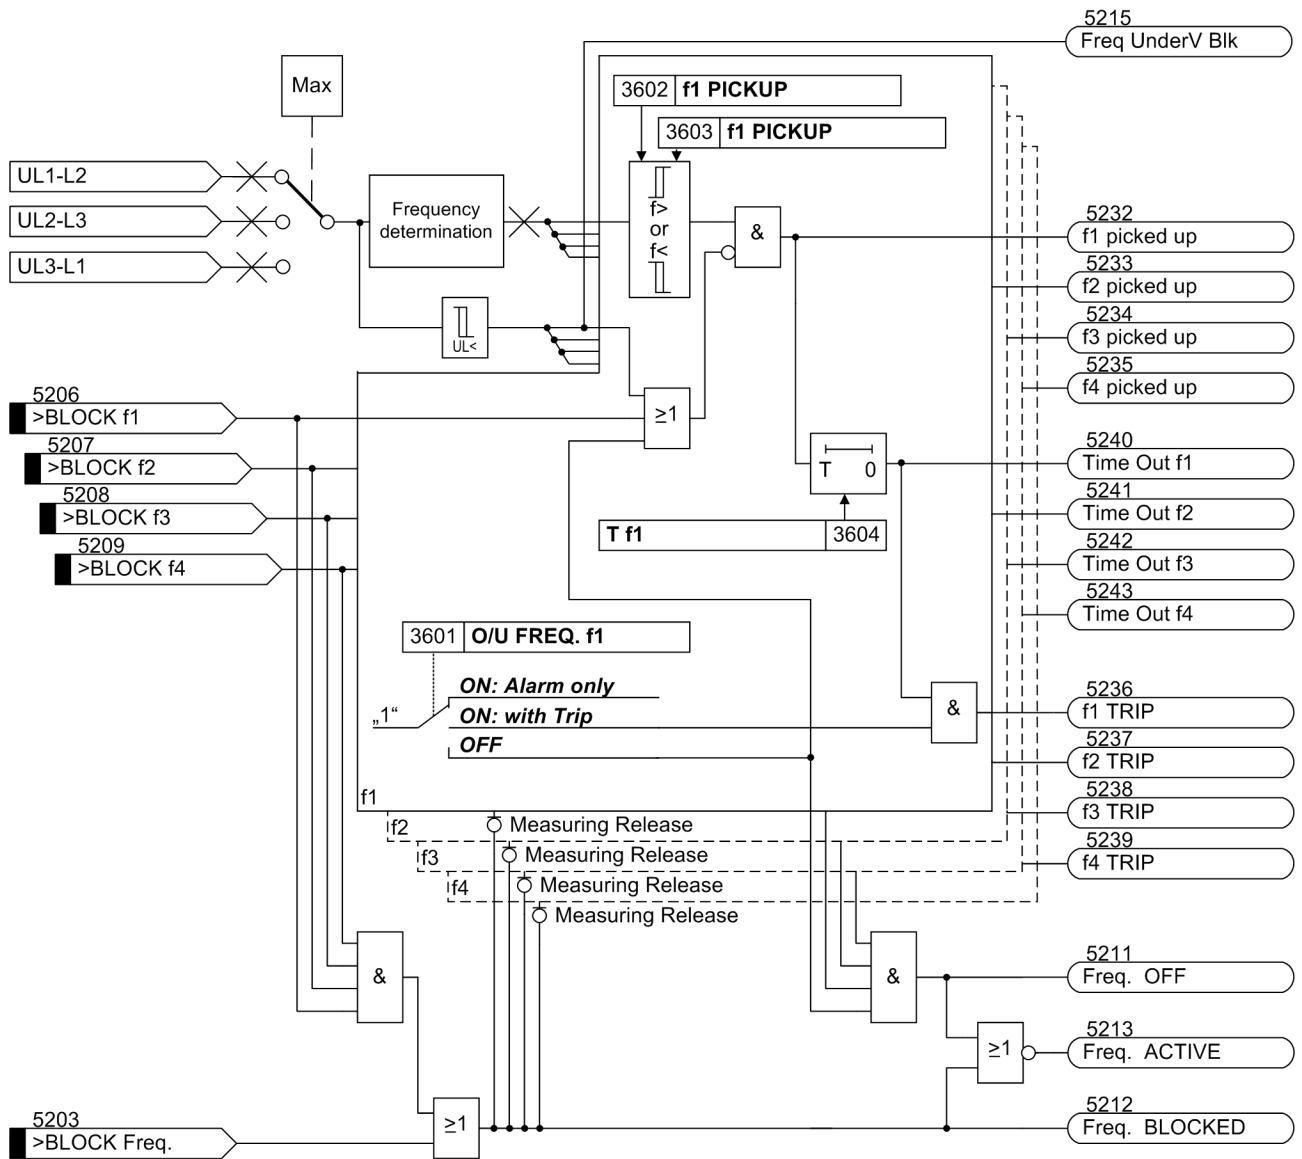 5215
Freq UnderV Blk
Max
3602 f1 PICKUP
3603 f1 PICKUP
UL1-L2
UL2-L3
UL3-L1
Frequency
determination
f>
or
f<
&
UL<
5232
f1 picked up
5233
f2 picked up
5234
f3 picked up
5235
f4 picked up
5206
>BLOCK f1
5207
>BLOCK f2
5208
>BLOCK f3
5209
>BLOCK f4
≥1
T 0
T f1 3604
5240
Time Out f1
5241
Time Out f2
5242
Time Out f3
5243
Time Out f4
3601 O/U FREQ. f1
„1“
ON: Alarm only
ON: with Trip
OFF
&
5236
f1 TRIP
5237
f2 TRIP
5238
f3 TRIP
5239
f4 TRIP
f1
f2 Measuring Release
f3 Measuring Release
f4 Measuring Release
Measuring Release
&
&
5211
Freq. OFF
≥1
5213
Freq. ACTIVE
5203
>BLOCK Freq.
≥1
5212
Freq. BLOCKED